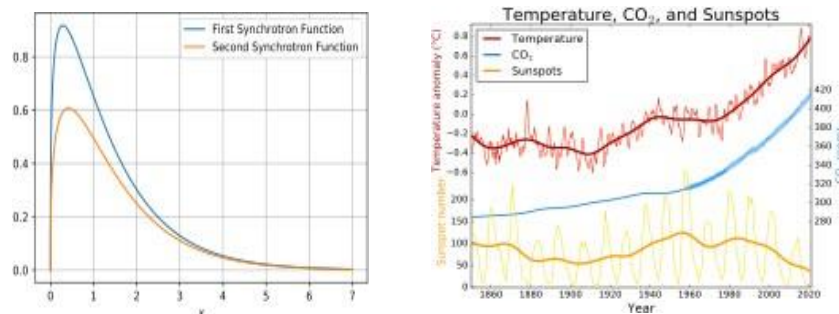 First Synchrotron Function
Second Synchrotron Function
0.8
0.6
0.4
0.2
0.0
0 1 2 3 4 5 6 7
Temperature, CO₂, and Sunspots
Temperature anomaly (°C)
0.8
0.6
0.4
0.2
0.0
−0.2
−0.4
−0.6
Temperature
CO₂
Sunspots
420
400
380
360
340
320
300
280
Sunspot number
200
150
100
50
0
1860 1880 1900 1920 1940 1960 1980 2000 2020
Year